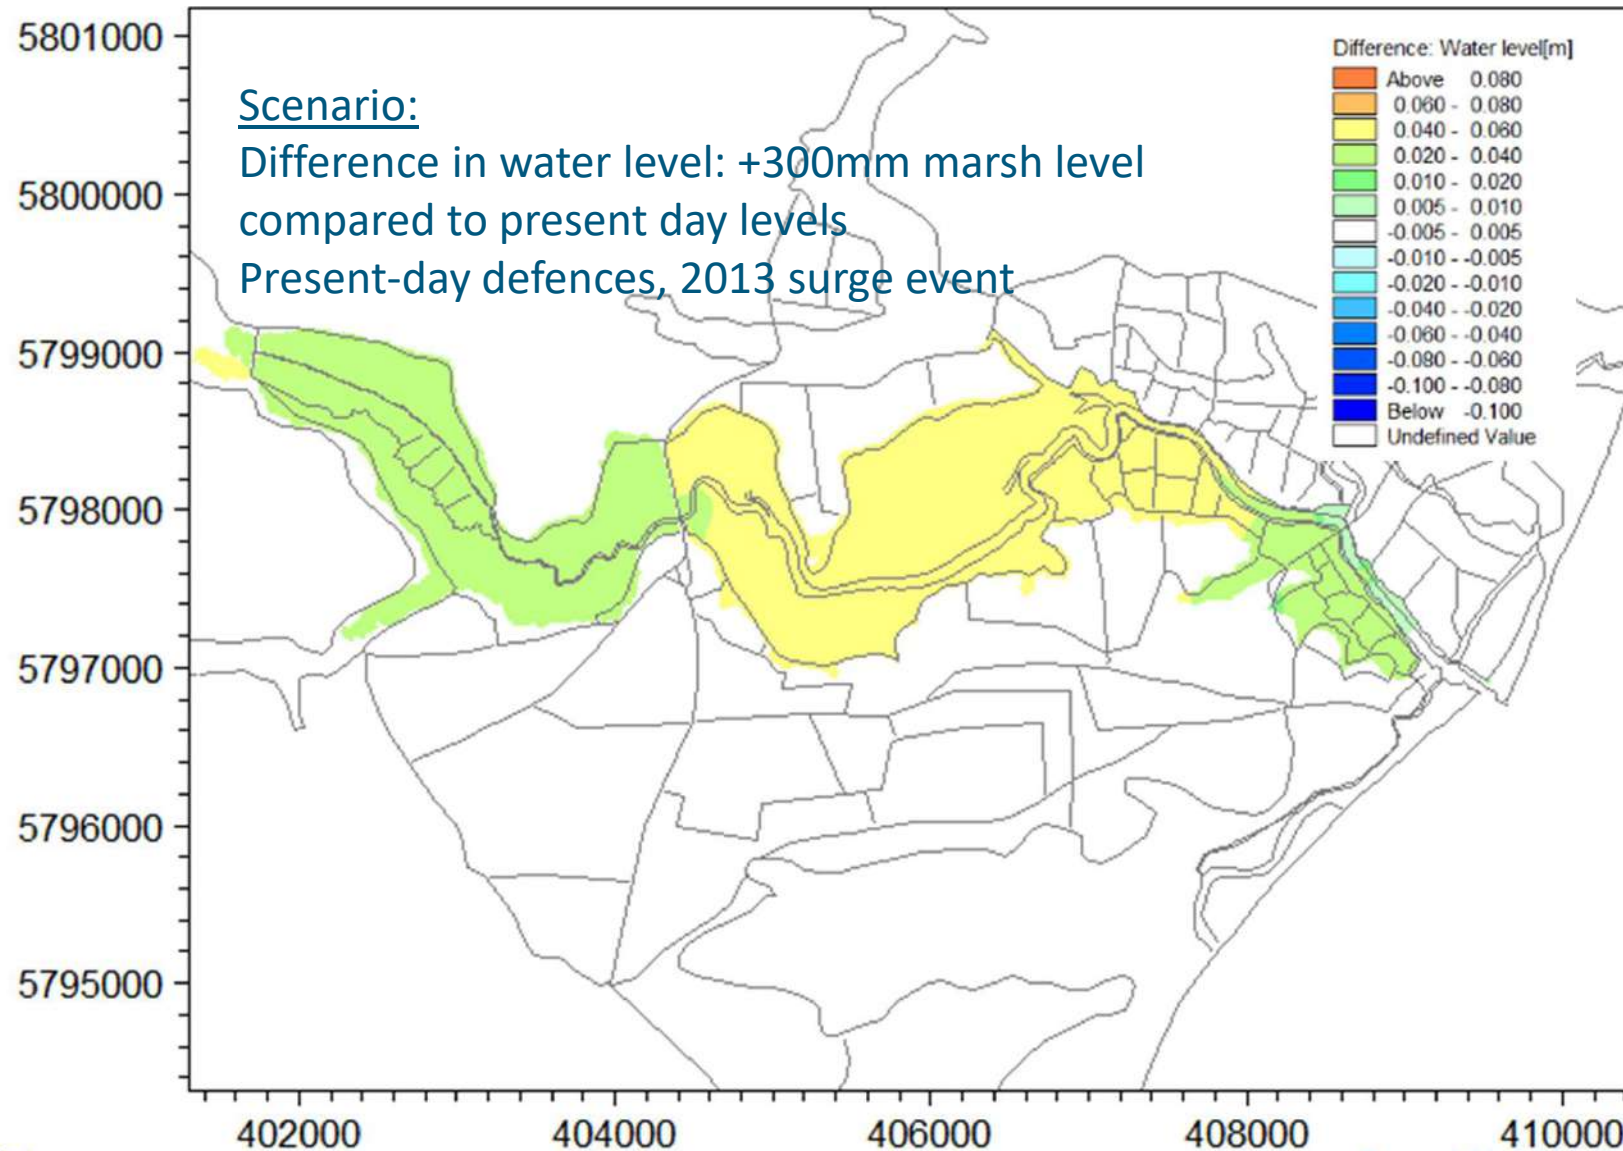 Scenario:
Difference in water level: +300mm marsh level
compared to present day levels
Present-day defences, 2013 surge event
Difference: Water level[m]
Above 0.080
0.060 - 0.080
0.040 - 0.060
0.020 - 0.040
0.010 - 0.020
0.005 - 0.010
-0.005 - 0.005
-0.010 - -0.005
-0.020 - -0.010
-0.040 - -0.020
-0.060 - -0.040
-0.080 - -0.060
-0.100 - -0.080
Below -0.100
Undefined Value
5801000
5800000
5799000
5798000
5797000
5796000
5795000
402000 404000 406000 408000 410000